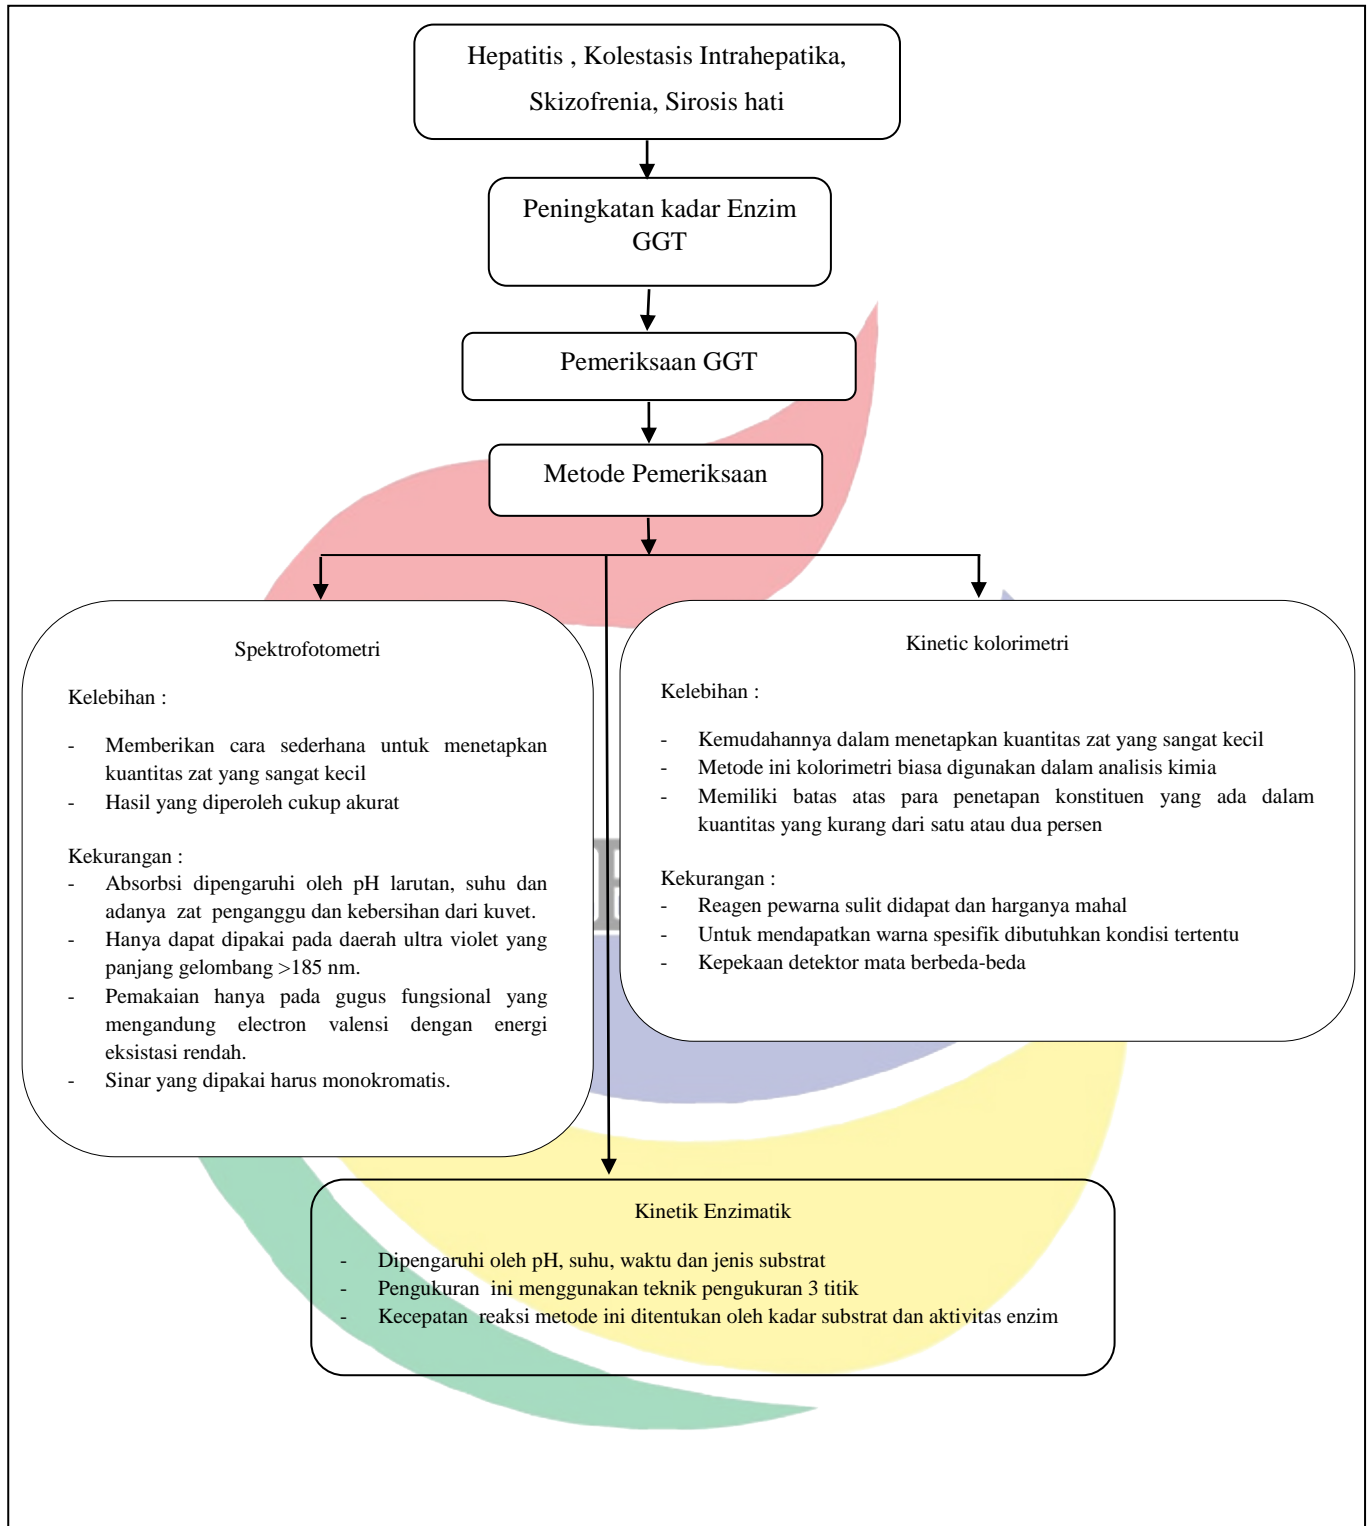 Hepatitis , Kolestasis Intrahepatika,
Skizofrenia, Sirosis hati
Peningkatan kadar Enzim
GGT
Pemeriksaan GGT
Metode Pemeriksaan
Spektrofotometri
Kelebihan :
- Memberikan cara sederhana untuk menetapkan
kuantitas zat yang sangat kecil
- Hasil yang diperoleh cukup akurat
Kekurangan :
- Absorbsi dipengaruhi oleh pH larutan, suhu dan
adanya zat penganggu dan kebersihan dari kuvet.
- Hanya dapat dipakai pada daerah ultra violet yang
panjang gelombang >185 nm.
- Pemakaian hanya pada gugus fungsional yang
mengandung electron valensi dengan energi
eksistasi rendah.
- Sinar yang dipakai harus monokromatis.
Kinetic kolorimetri
Kelebihan :
- Kemudahannya dalam menetapkan kuantitas zat yang sangat kecil
- Metode ini kolorimetri biasa digunakan dalam analisis kimia
- Memiliki batas atas para penetapan konstituen yang ada dalam
kuantitas yang kurang dari satu atau dua persen
Kekurangan :
- Reagen pewarna sulit didapat dan harganya mahal
- Untuk mendapatkan warna spesifik dibutuhkan kondisi tertentu
- Kepekaan detektor mata berbeda-beda
Kinetik Enzimatik
- Dipengaruhi oleh pH, suhu, waktu dan jenis substrat
- Pengukuran ini menggunakan teknik pengukuran 3 titik
- Kecepatan reaksi metode ini ditentukan oleh kadar substrat dan aktivitas enzim